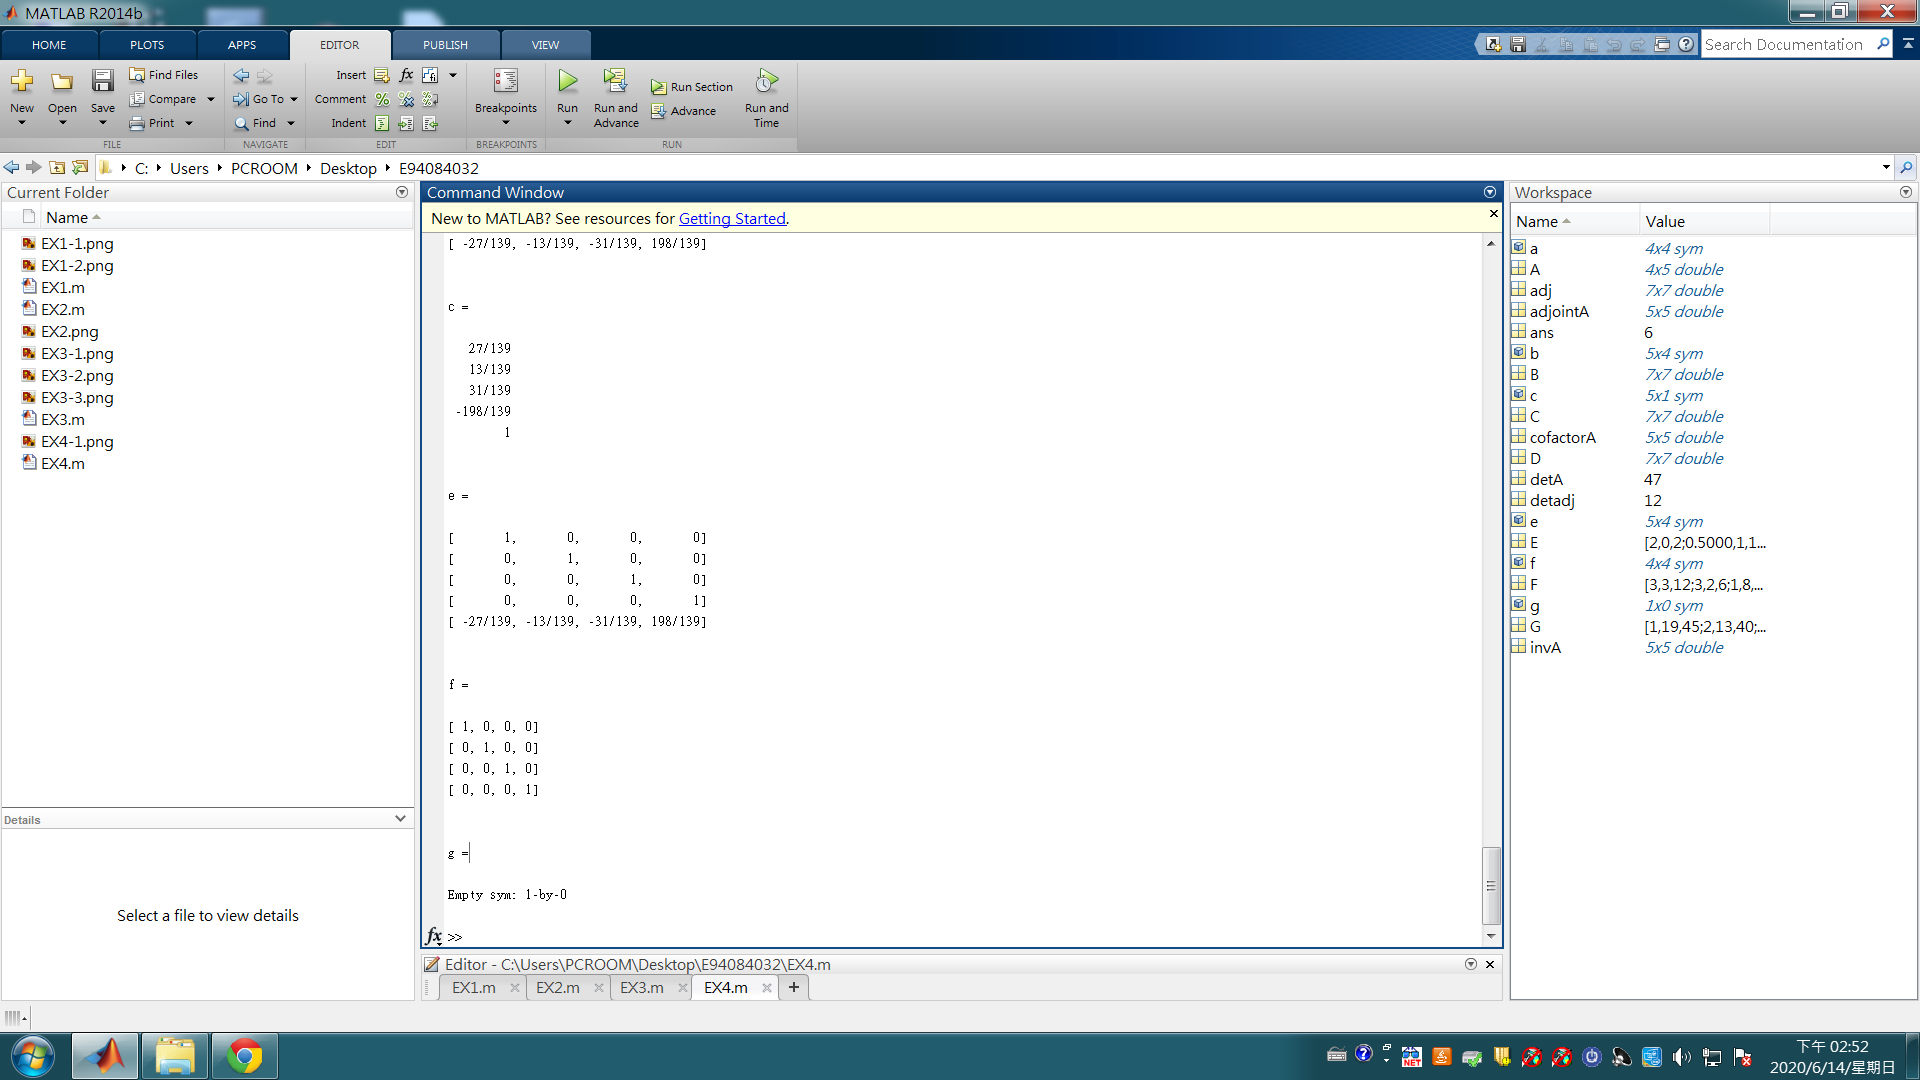 MATLAB R2014b
HOME PLOTS APPS EDITOR PUBLISH VIEW
Search Documentation
New Open Save Find Files Compare Print
Go To Find
Insert fx
Comment
Indent
Breakpoints
Run Run and Advance Run Section Advance Run and Time
FILE NAVIGATE EDIT BREAKPOINTS RUN
C: Users PCROOM Desktop E94084032
Current Folder
Name
EX1-1.png
EX1-2.png
EX1.m
EX2.m
EX2.png
EX3-1.png
EX3-2.png
EX3-3.png
EX3.m
EX4-1.png
EX4.m
Details
Select a file to view details
Command Window
New to MATLAB? See resources for Getting Started.
[ -27/139, -13/139, -31/139, 198/139]
c =
27/139
13/139
31/139
-198/139
1
e =
[ 1, 0, 0, 0]
[ 0, 1, 0, 0]
[ 0, 0, 1, 0]
[ 0, 0, 0, 1]
[ -27/139, -13/139, -31/139, 198/139]
f =
[ 1, 0, 0, 0]
[ 0, 1, 0, 0]
[ 0, 0, 1, 0]
[ 0, 0, 0, 1]
g =
Empty sym: 1-by-0
fx >>
Editor - C:\Users\PCROOM\Desktop\E94084032\EX4.m
EX1.m EX2.m EX3.m EX4.m +
Workspace
Name Value
a 4x4 sym
A 4x5 double
adj 7x7 double
adjointA 5x5 double
ans 6
b 5x4 sym
B 7x7 double
c 5x1 sym
C 7x7 double
cofactorA 5x5 double
D 7x7 double
detA 47
detadj 12
e 5x4 sym
E [2,0,2;0.5000,1,1...
f 4x4 sym
F [3,3,12;3,2,6;1,8,...
g 1x0 sym
G [1,19,45;2,13,40;...
invA 5x5 double
下午 02:52
2020/6/14/星期日